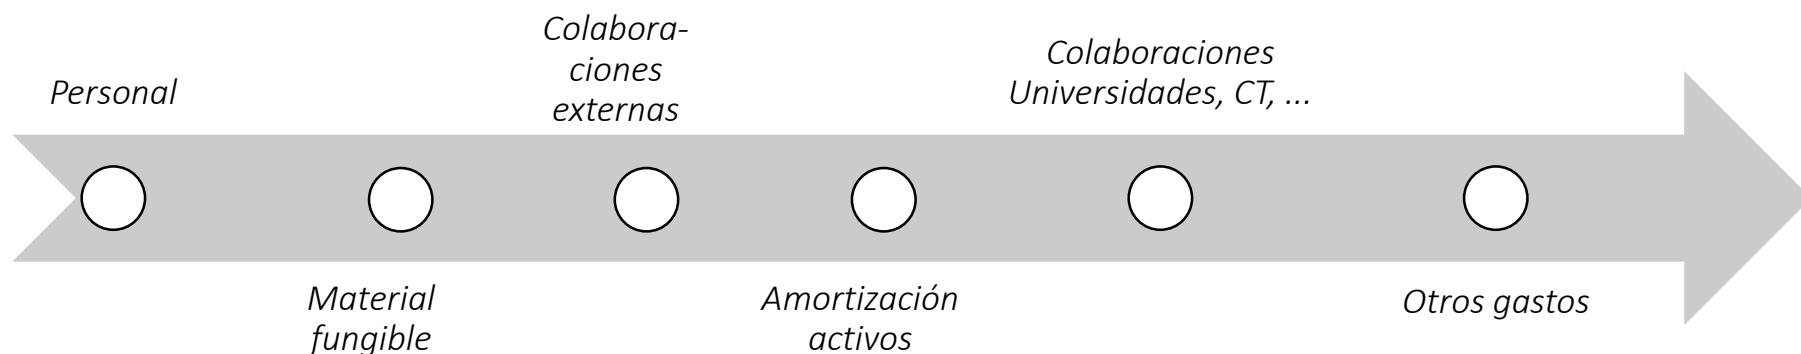 Personal
Material
fungible
Colabora-
ciones
externas
Amortización
activos
Colaboraciones
Universidades, CT, ...
Otros gastos